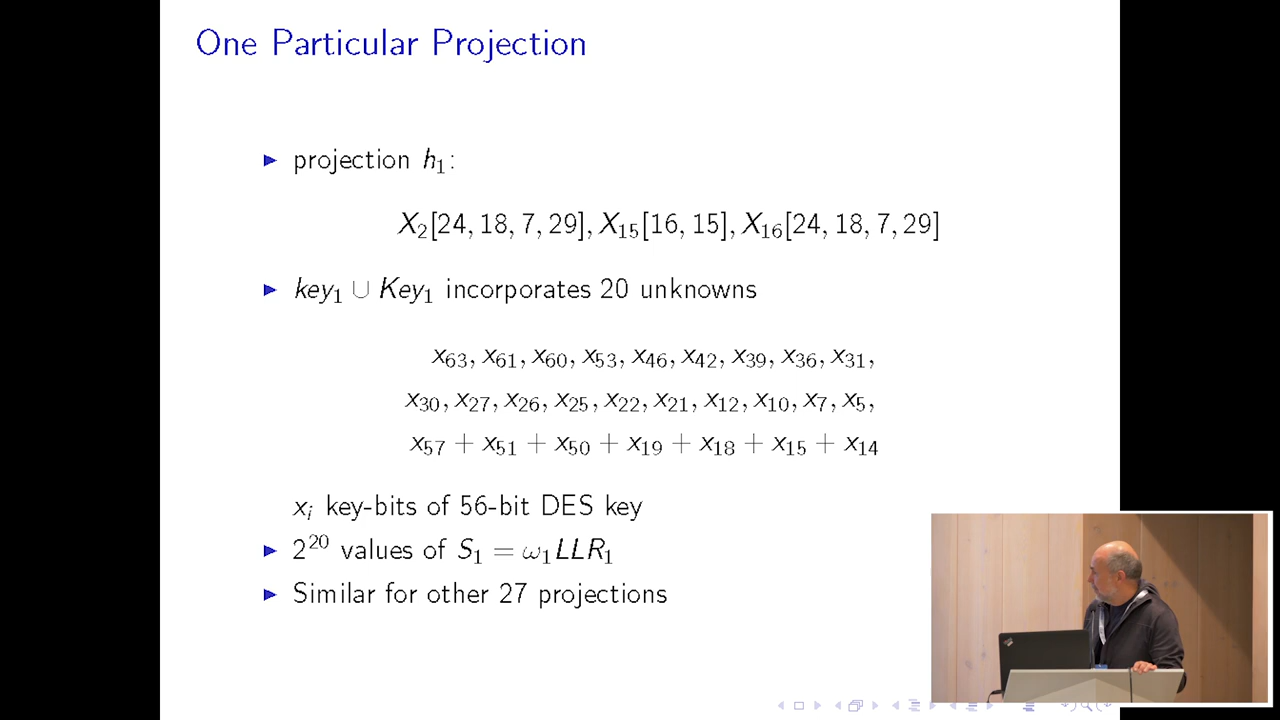 One Particular Projection
▶ projection h₁:
X₂[24, 18, 7, 29], X₁₅[16, 15], X₁₆[24, 18, 7, 29]
▶ key₁ ∪ Key₁ incorporates 20 unknowns
x₆₃, x₆₁, x₆₀, x₅₃, x₄₆, x₄₂, x₃₉, x₃₆, x₃₁,
x₃₀, x₂₇, x₂₆, x₂₅, x₂₂, x₂₁, x₁₂, x₁₀, x₇, x₅,
x₅₇ + x₅₁ + x₅₀ + x₁₉ + x₁₈ + x₁₅ + x₁₄
xᵢ key-bits of 56-bit DES key
▶ 2²⁰ values of S₁ = ω₁LLR₁
▶ Similar for other 27 projections